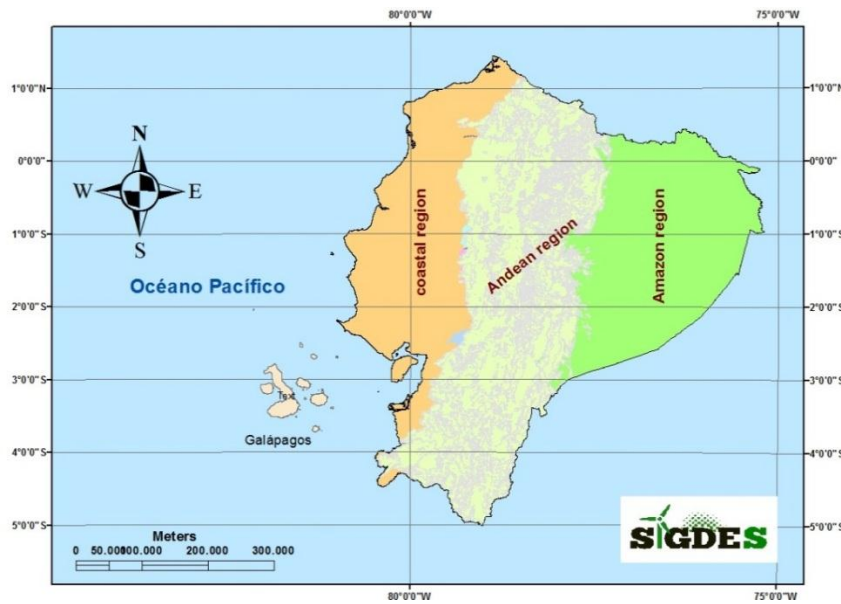 80°0'0"W
75°0'0"W
1°0'0"N
1°0'0"N
0°0'0"
0°0'0"
1°0'0"S
1°0'0"S
2°0'0"S
2°0'0"S
3°0'0"S
3°0'0"S
4°0'0"S
4°0'0"S
5°0'0"S
5°0'0"S
N
W
E
S
coastal region
Andean region
Amazon region
Océano Pacífico
Text
Galápagos
SIGDES
Meters
0 50.000 100.000 200.000 300.000
80°0'0"W
75°0'0"W